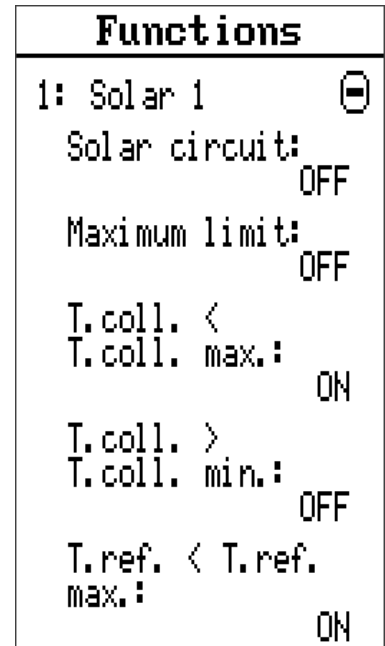 Functions
1: Solar 1
Solar circuit:
OFF
Maximum limit:
OFF
T.coll. <
T.coll. max.:
ON
T.coll. >
T.coll. min.:
OFF
T.ref. < T.ref.
max.:
ON